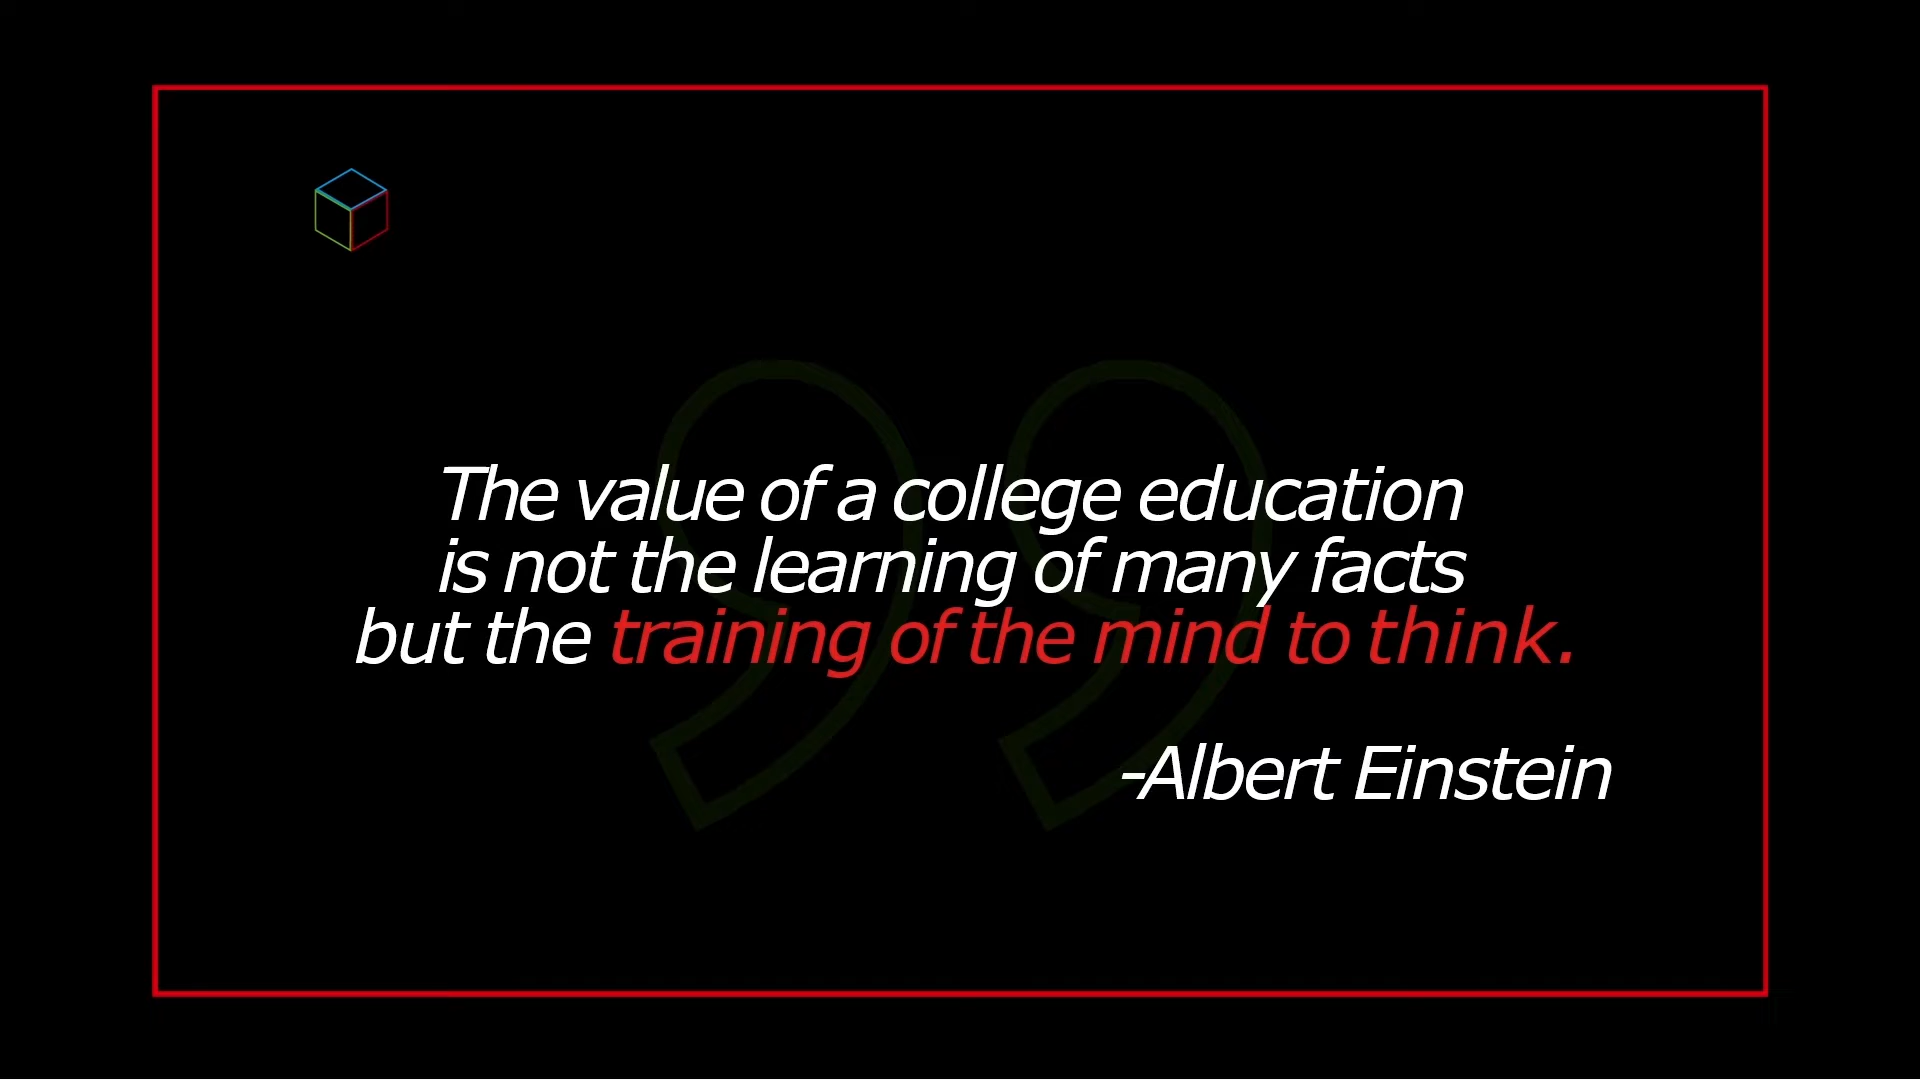 The value of a college education
is not the learning of many facts
but the training of the mind to think.
-Albert Einstein